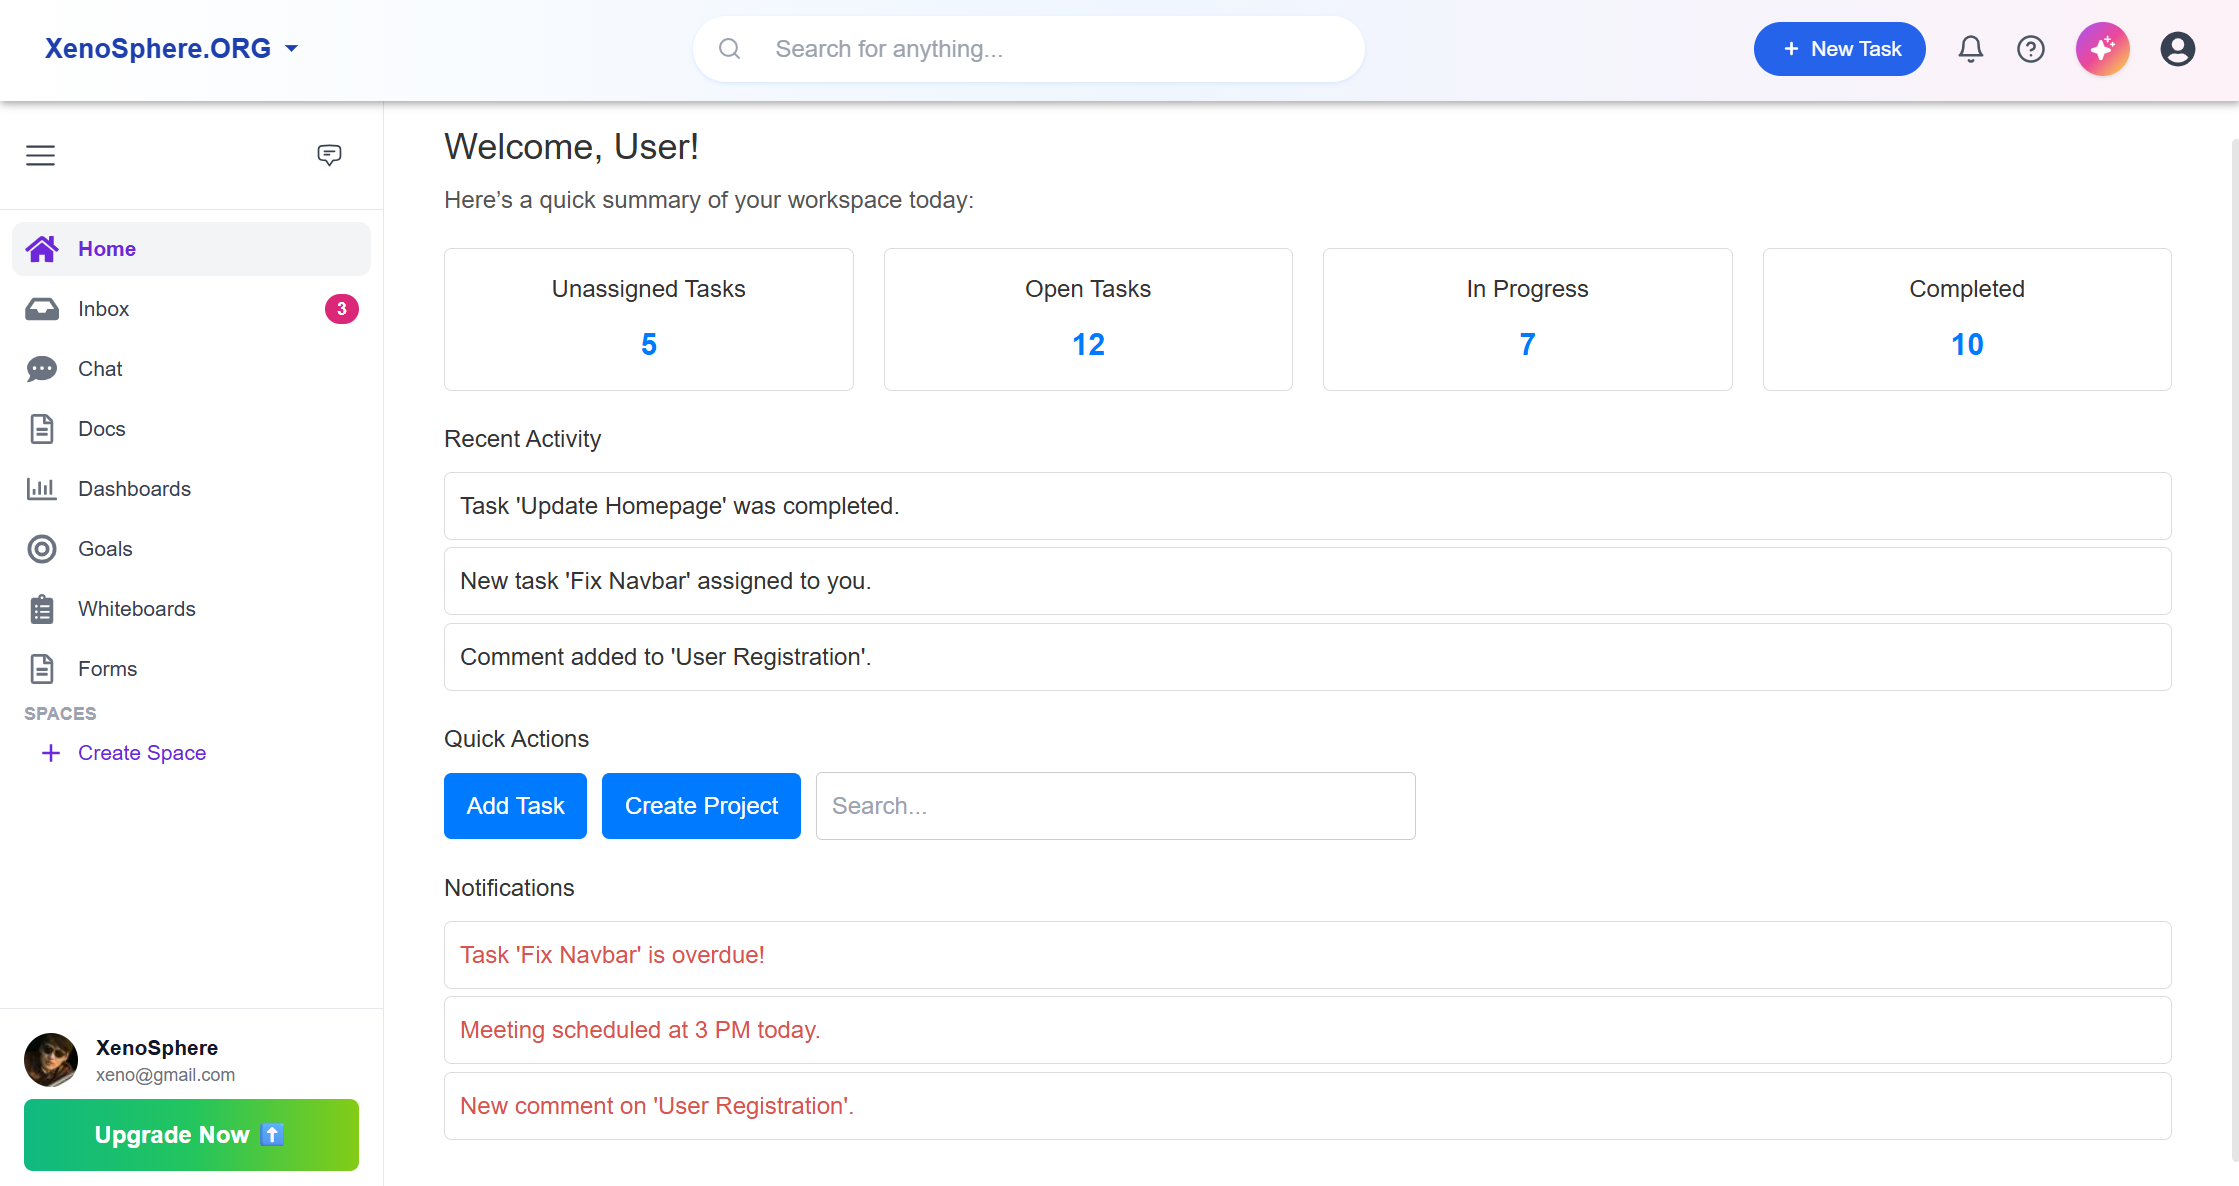 XenoSphere.ORG
Search for anything...
+ New Task
Home
Inbox
3
Chat
Docs
Dashboards
Goals
Whiteboards
Forms
SPACES
+ Create Space
XenoSphere
xeno@gmail.com
Upgrade Now ⬆️
Welcome, User!
Here’s a quick summary of your workspace today:
Unassigned Tasks
5
Open Tasks
12
In Progress
7
Completed
10
Recent Activity
Task 'Update Homepage' was completed.
New task 'Fix Navbar' assigned to you.
Comment added to 'User Registration'.
Quick Actions
Add Task
Create Project
Search...
Notifications
Task 'Fix Navbar' is overdue!
Meeting scheduled at 3 PM today.
New comment on 'User Registration'.